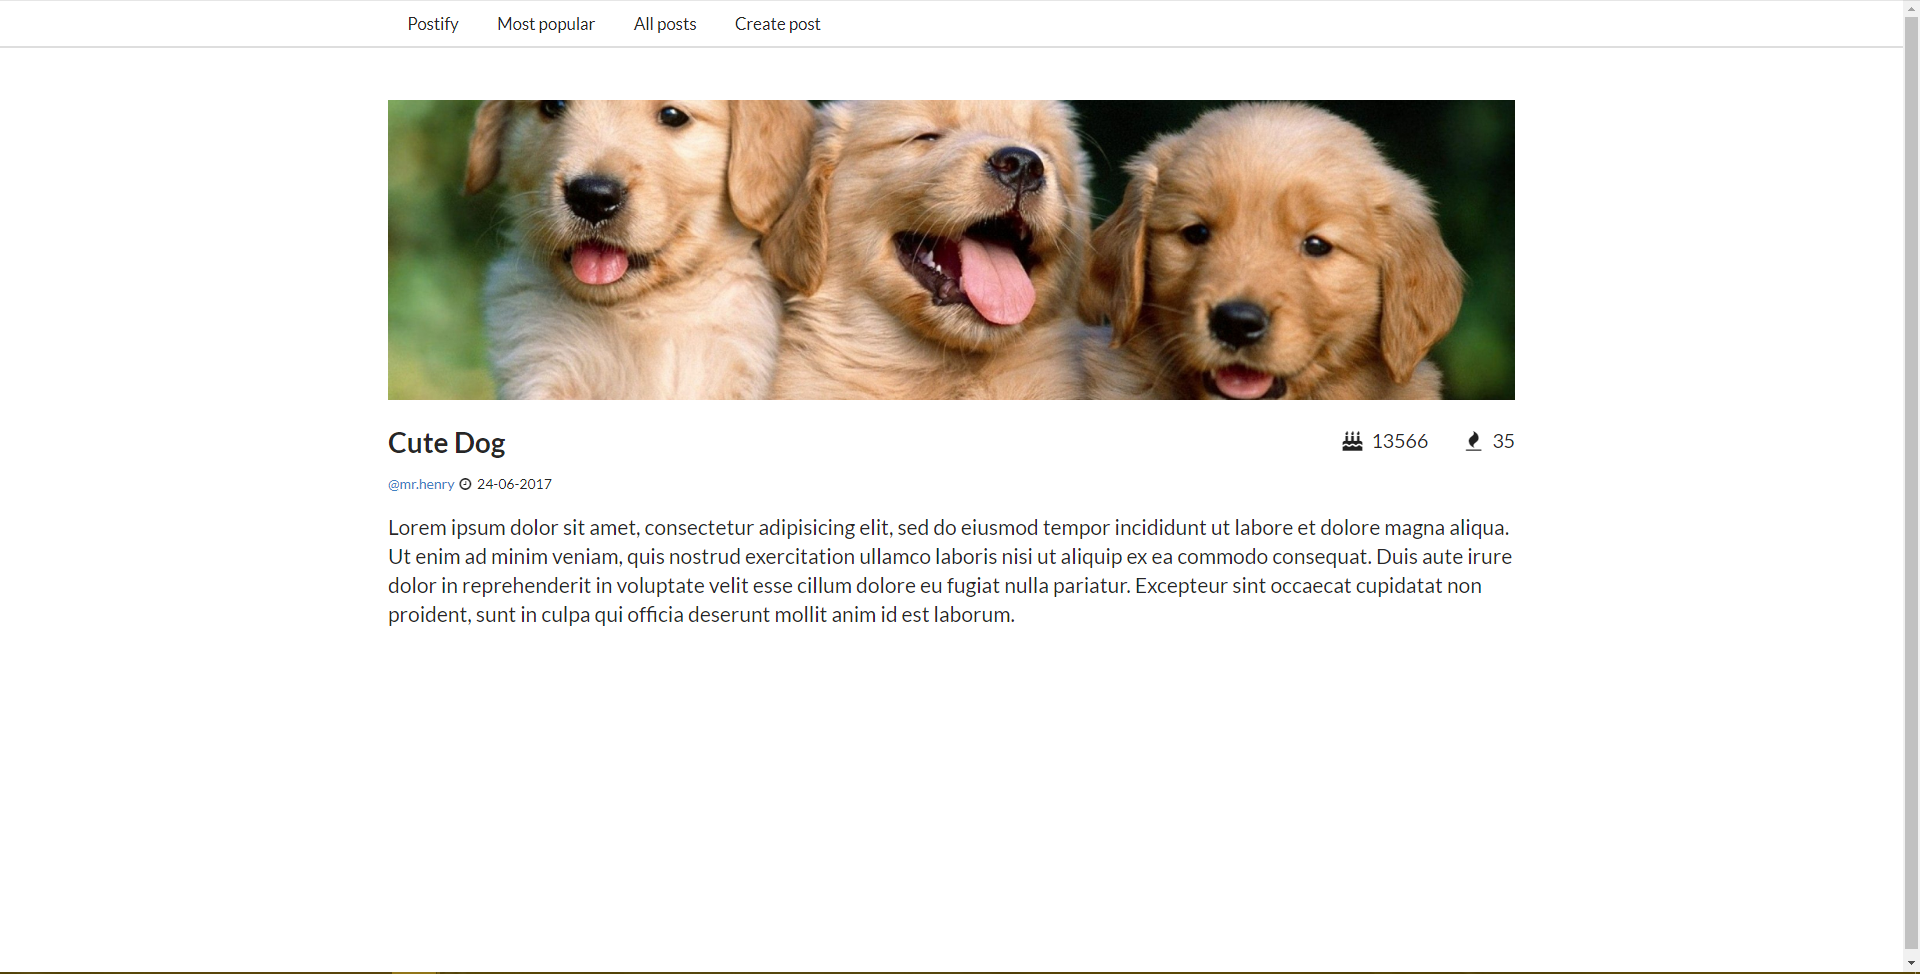 Postify Most popular All posts Create post
Cute Dog 13566 35
@mr.henry 24-06-2017
Lorem ipsum dolor sit amet, consectetur adipisicing elit, sed do eiusmod tempor incididunt ut labore et dolore magna aliqua.
Ut enim ad minim veniam, quis nostrud exercitation ullamco laboris nisi ut aliquip ex ea commodo consequat. Duis aute irure
dolor in reprehenderit in voluptate velit esse cillum dolore eu fugiat nulla pariatur. Excepteur sint occaecat cupidatat non
proident, sunt in culpa qui officia deserunt mollit anim id est laborum.